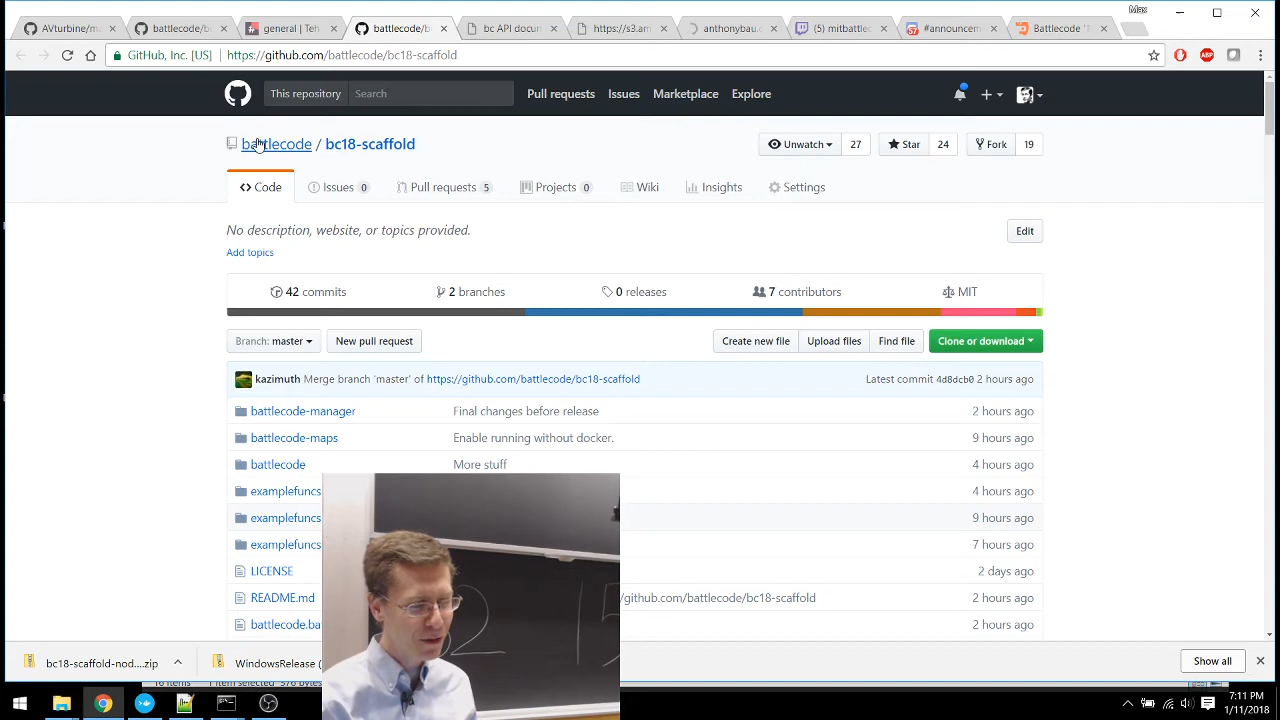 Max
AVturbine/ma
battlecode/bc
general | Teh
battlecode/b
bc API docum
https://s3.am
anthonybau.c
(5) mitbattle
#announcem
Battlecode "
GitHub, Inc. [US] https://github.com/battlecode/bc18-scaffold
This repository Search Pull requests Issues Marketplace Explore
battlecode / bc18-scaffold Unwatch 27 Star 24 Fork 19
Code Issues 0 Pull requests 5 Projects 0 Wiki Insights Settings
No description, website, or topics provided. Edit
Add topics
42 commits 2 branches 0 releases 7 contributors MIT
Branch: master New pull request Create new file Upload files Find file Clone or download
kazimuth Merge branch 'master' of https://github.com/battlecode/bc18-scaffold Latest commit 4d8dcb0 2 hours ago
battlecode-manager Final changes before release 2 hours ago
battlecode-maps Enable running without docker. 9 hours ago
battlecode More stuff 4 hours ago
examplefuncs 4 hours ago
examplefuncs 9 hours ago
examplefuncs 7 hours ago
LICENSE 2 days ago
README.md /github.com/battlecode/bc18-scaffold 2 hours ago
battlecode.ba 2 hours ago
2 15
bc18-scaffold-nod....zip WindowsRelease ( Show all
7:11 PM
1/11/2018